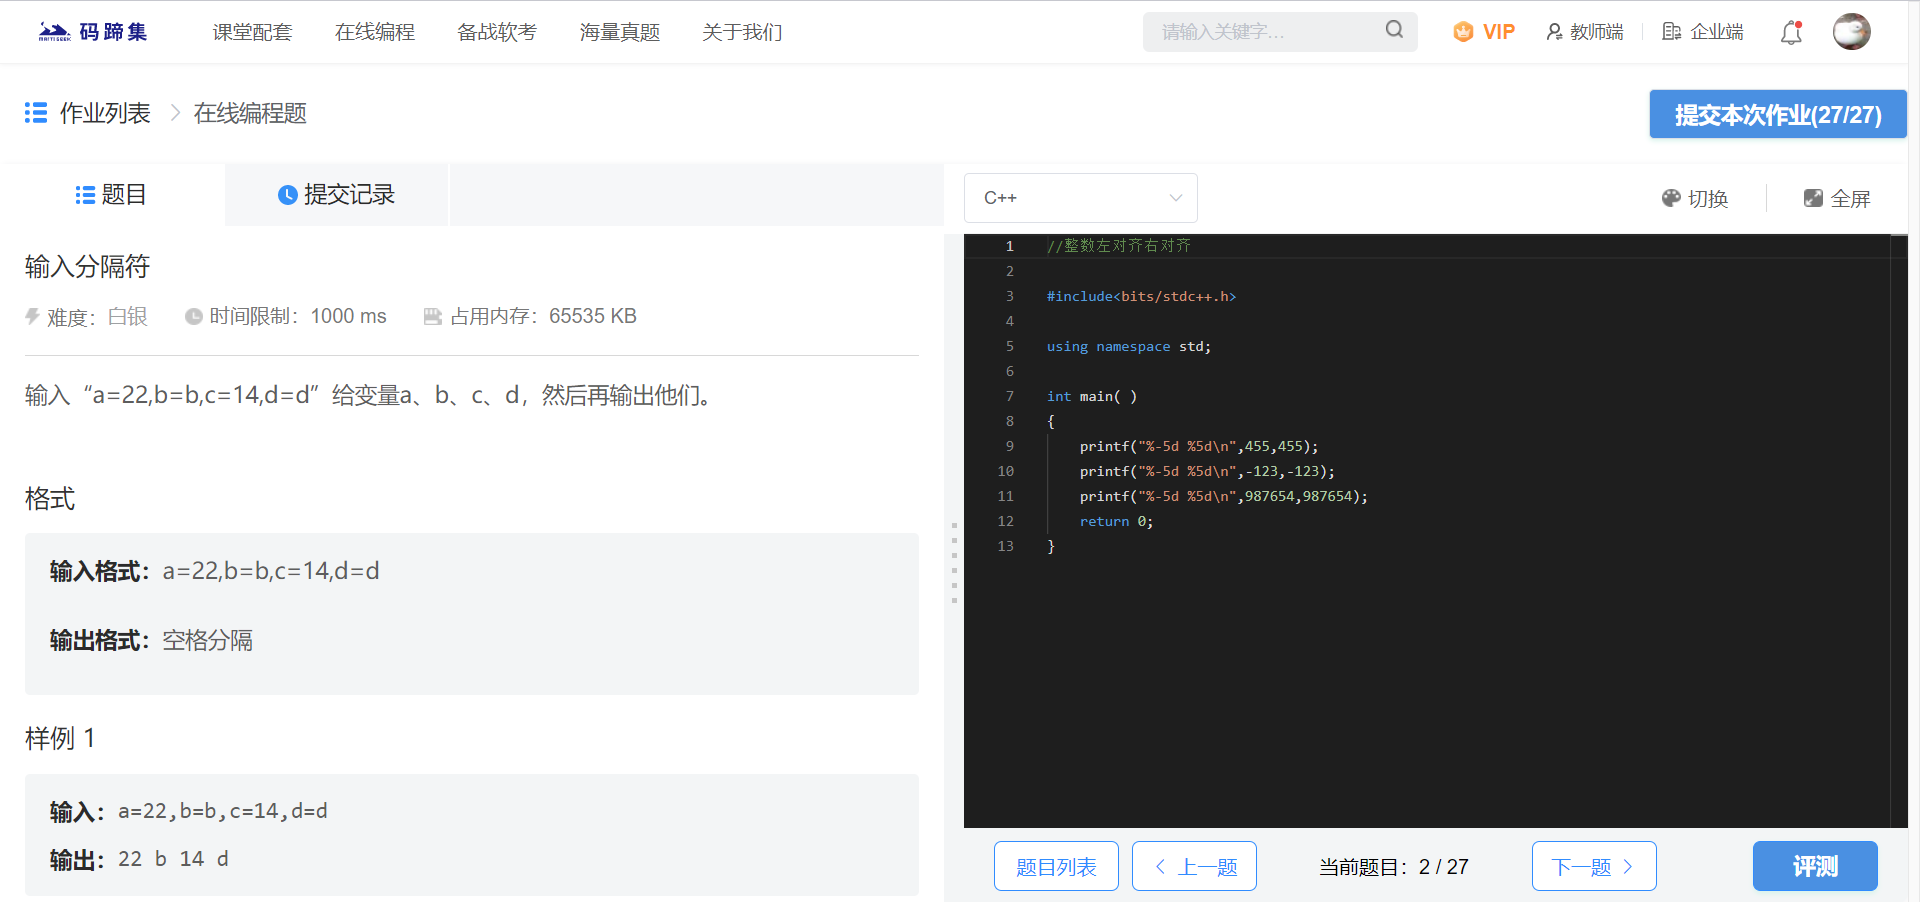 码蹄集
MAITI GEEK
课堂配套 在线编程 备战软考 海量真题 关于我们
请输入关键字...
VIP 教师端 企业端
作业列表 > 在线编程题
提交本次作业(27/27)
题目 提交记录
输入分隔符
难度：白银 时间限制：1000 ms 占用内存：65535 KB
输入“a=22,b=b,c=14,d=d”给变量a、b、c、d，然后再输出他们。
格式
输入格式：a=22,b=b,c=14,d=d
输出格式：空格分隔
样例 1
输入：a=22,b=b,c=14,d=d
输出：22 b 14 d
C++ 切换 全屏
1 //整数左对齐右对齐
2
3 #include<bits/stdc++.h>
4
5 using namespace std;
6
7 int main( )
8 {
9 printf("%-5d %5d\n",455,455);
10 printf("%-5d %5d\n",-123,-123);
11 printf("%-5d %5d\n",987654,987654);
12 return 0;
13 }
题目列表 < 上一题 当前题目：2 / 27 下一题 > 评测